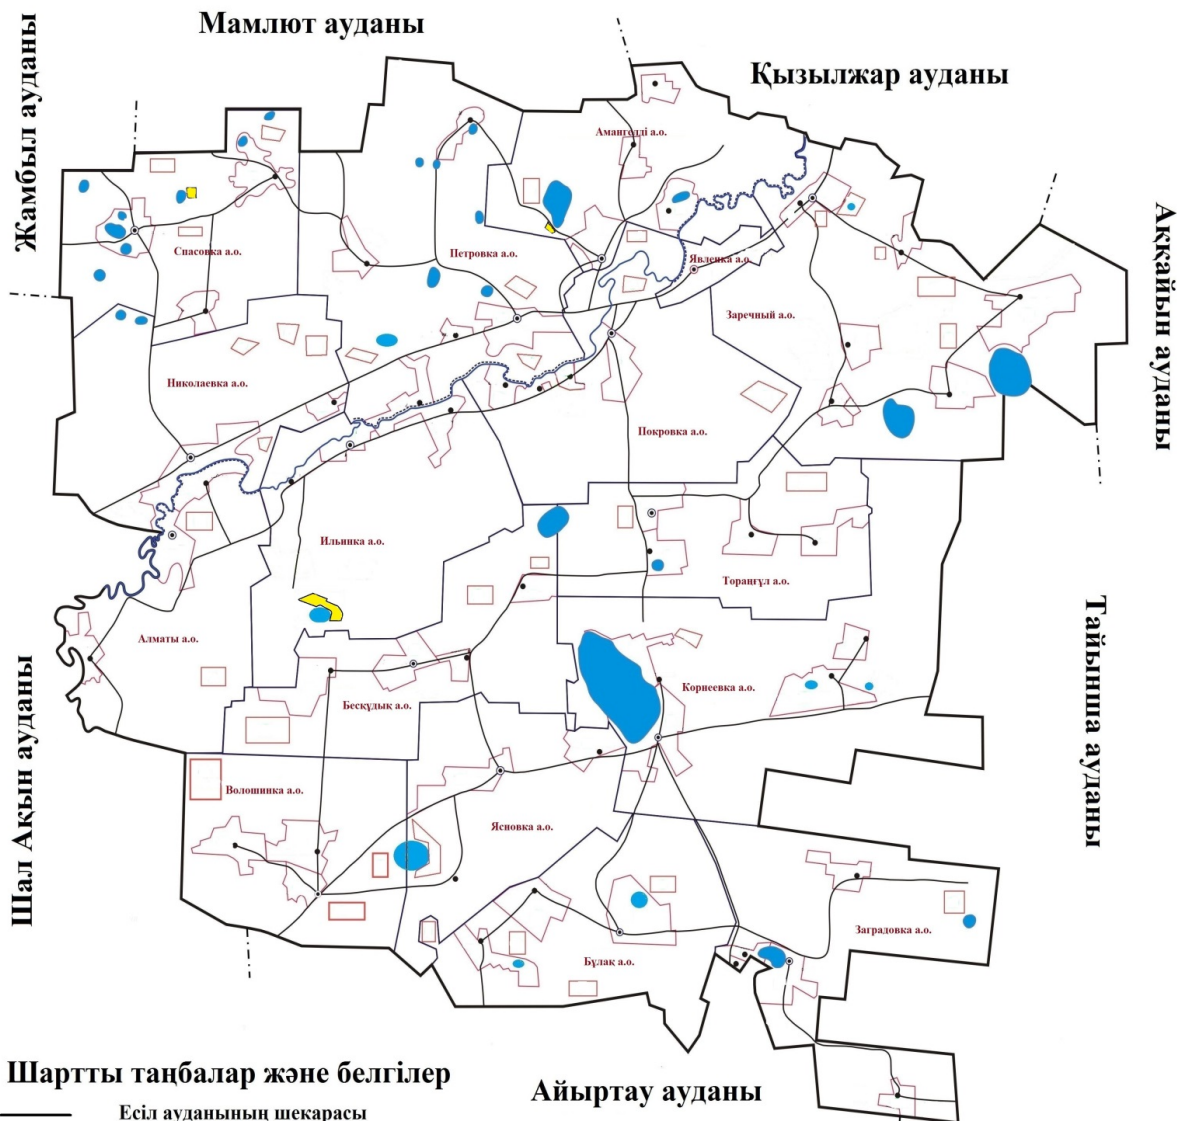 Мамлют ауданы
Қызылжар ауданы
Жамбыл ауданы
Аққайын ауданы
Амангелді а.о.
Спасовка а.о.
Петровка а.о.
Явленка а.о.
Заречный а.о.
Николаевка а.о.
Покровка а.о.
Ильинка а.о.
Тораңғұл а.о.
Алматы а.о.
Корнеевка а.о.
Бесқұдық а.о.
Тайынша ауданы
Шал Ақын ауданы
Волошинка а.о.
Ясновка а.о.
Заградовка а.о.
Бұлақ а.о.
Шартты таңбалар және белгілер
Айыртау ауданы
Есіл ауданының шекарасы